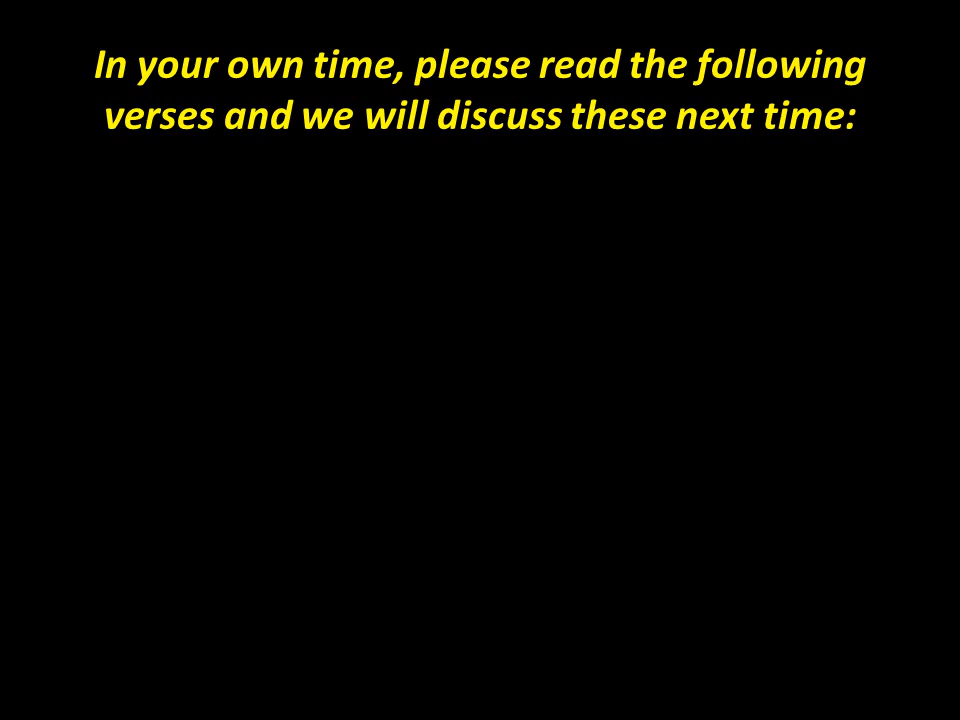 In your own time, please read the following
verses and we will discuss these next time: